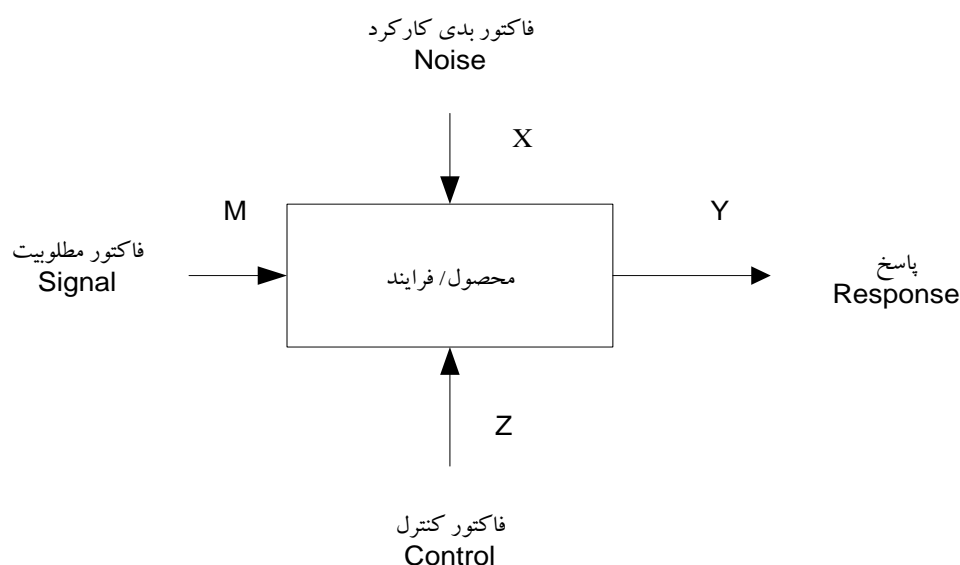 فاکتور بدی کارکرد
Noise
X
M
Y
فاکتور مطلوبیت
Signal
محصول/ فرایند
پاسخ
Response
Z
فاکتور کنترل
Control